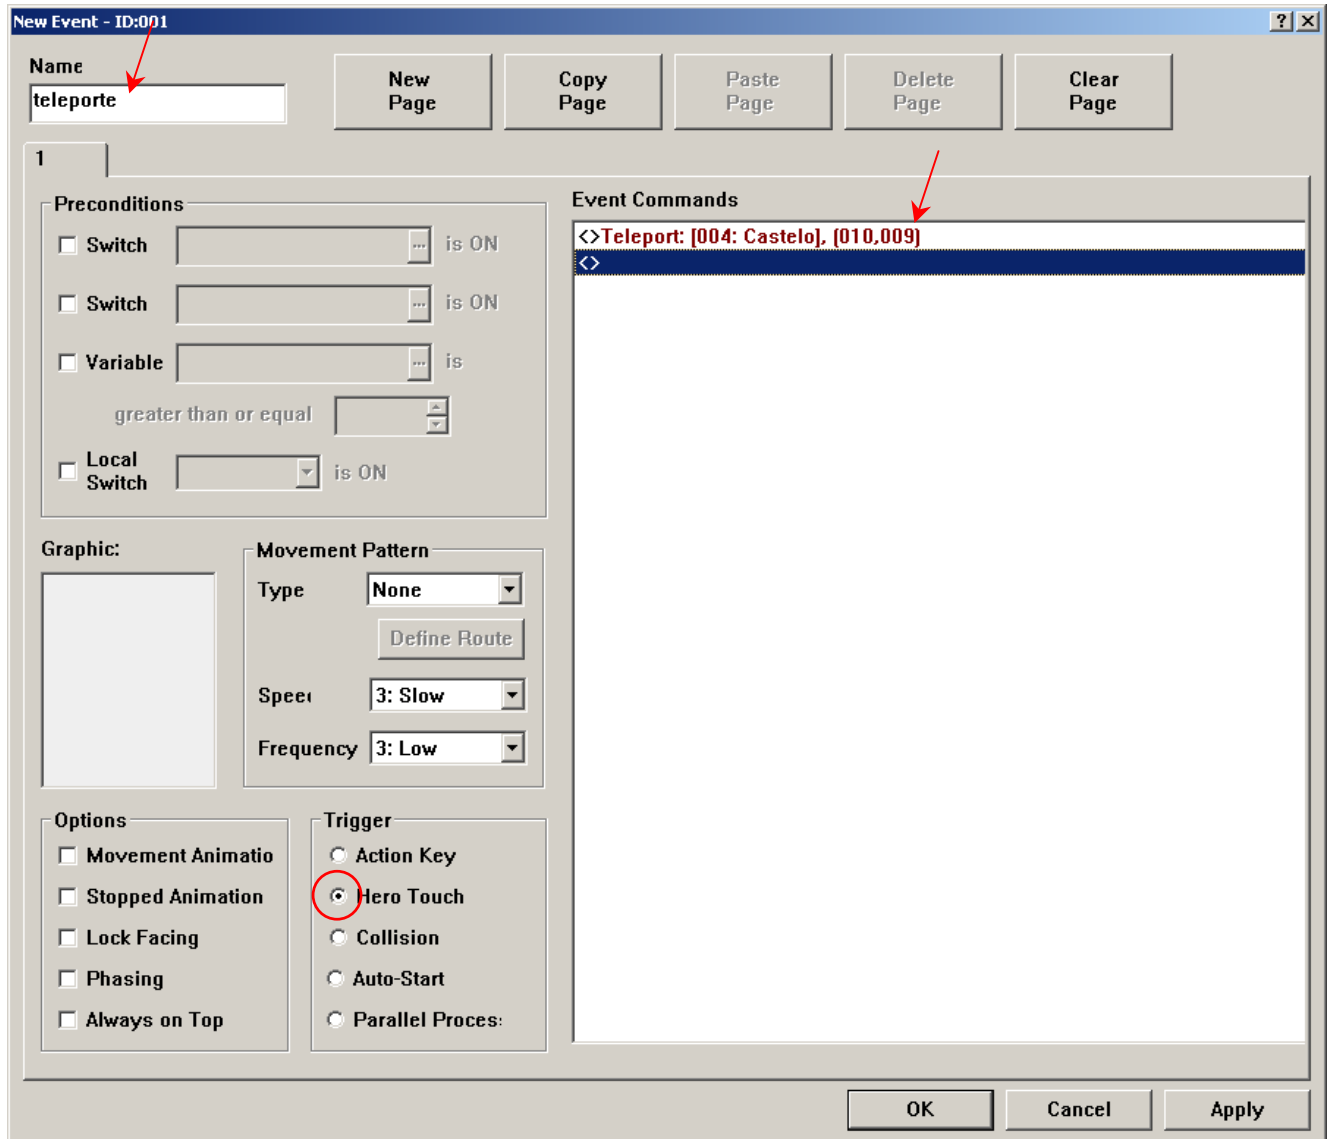 New Event - ID:001
Name
teleporte
New Page
Copy Page
Paste Page
Delete Page
Clear Page
1
Preconditions
Switch ... is ON
Switch ... is ON
Variable ... is
greater than or equal
Local Switch is ON
Graphic:
Movement Pattern
Type None
Define Route
Speed 3: Slow
Frequency 3: Low
Options
Movement Animatio
Stopped Animation
Lock Facing
Phasing
Always on Top
Trigger
Action Key
Hero Touch
Collision
Auto-Start
Parallel Proces
Event Commands
<>Teleport: [004: Castelo], (010,009)
<>
OK
Cancel
Apply